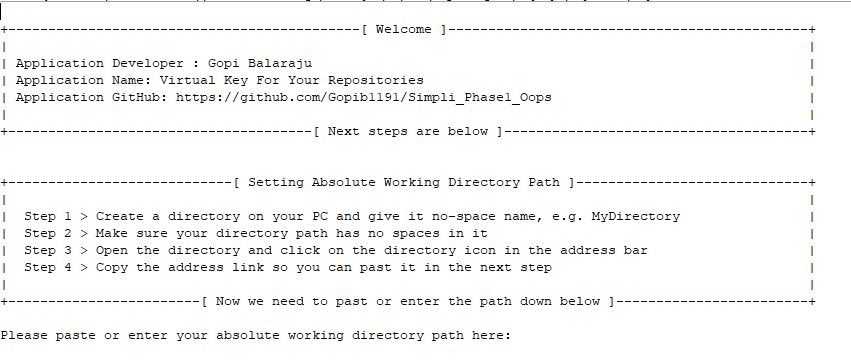 +--------------------------------------------[ Welcome ]---------------------------------------------+
| |
| Application Developer : Gopi Balaraju |
| Application Name: Virtual Key For Your Repositories |
| Application GitHub: https://github.com/Gopib1191/Simpli_Phase1_Oops |
| |
+--------------------------------------[ Next steps are below ]--------------------------------------+
+----------------------------[ Setting Absolute Working Directory Path ]-----------------------------+
| |
| Step 1 > Create a directory on your PC and give it no-space name, e.g. MyDirectory |
| Step 2 > Make sure your directory path has no spaces in it |
| Step 3 > Open the directory and click on the directory icon in the address bar |
| Step 4 > Copy the address link so you can past it in the next step |
| |
+------------------------[ Now we need to past or enter the path down below ]------------------------+
Please paste or enter your absolute working directory path here: